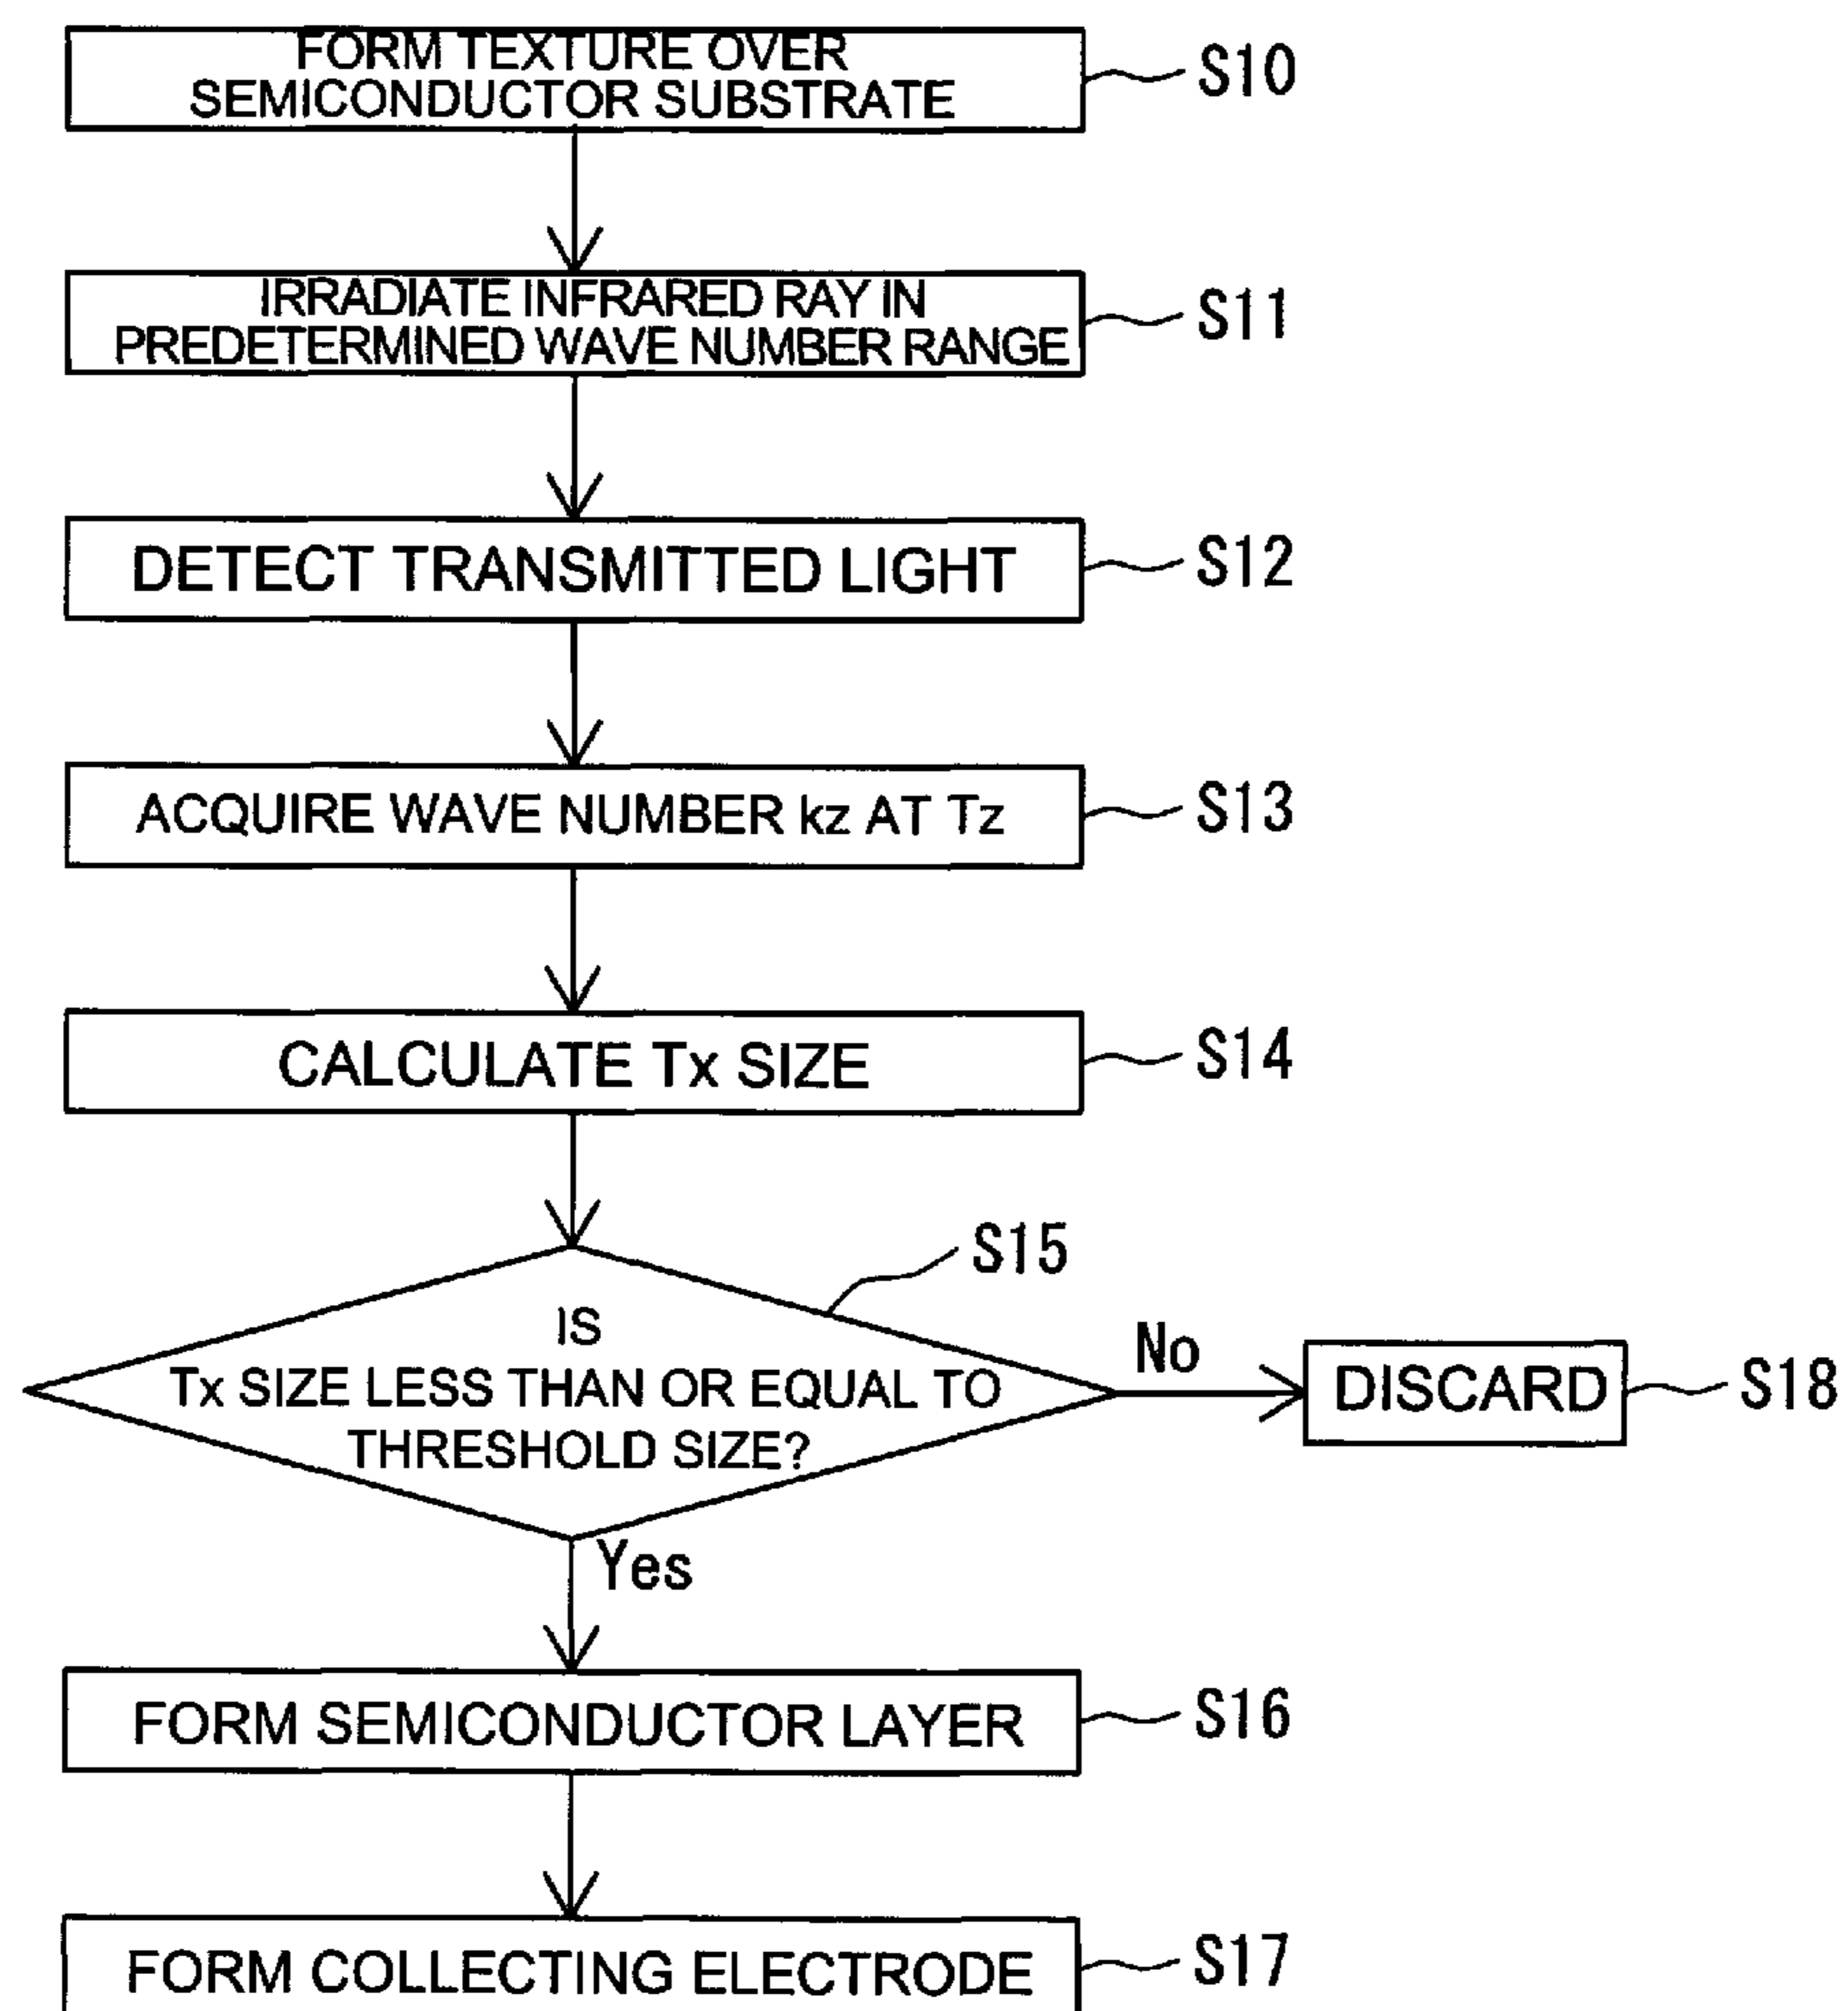 FORM TEXTURE OVER
SEMICONDUCTOR SUBSTRATE
S10
IRRADIATE INFRARED RAY IN
PREDETERMINED WAVE NUMBER RANGE
S11
DETECT TRANSMITTED LIGHT
S12
ACQUIRE WAVE NUMBER kz AT Tz
S13
CALCULATE Tx SIZE
S14
S15
IS
Tx SIZE LESS THAN OR EQUAL TO
THRESHOLD SIZE?
No
DISCARD
S18
Yes
FORM SEMICONDUCTOR LAYER
S16
FORM COLLECTING ELECTRODE
S17